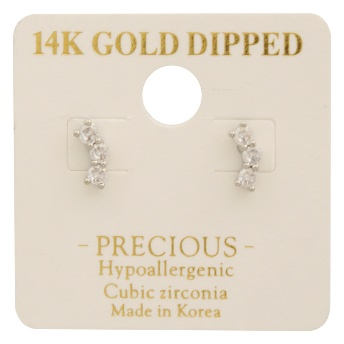 14K GOLD DIPPED
- PRECIOUS -
Hypoallergenic
Cubic zirconia
Made in Korea